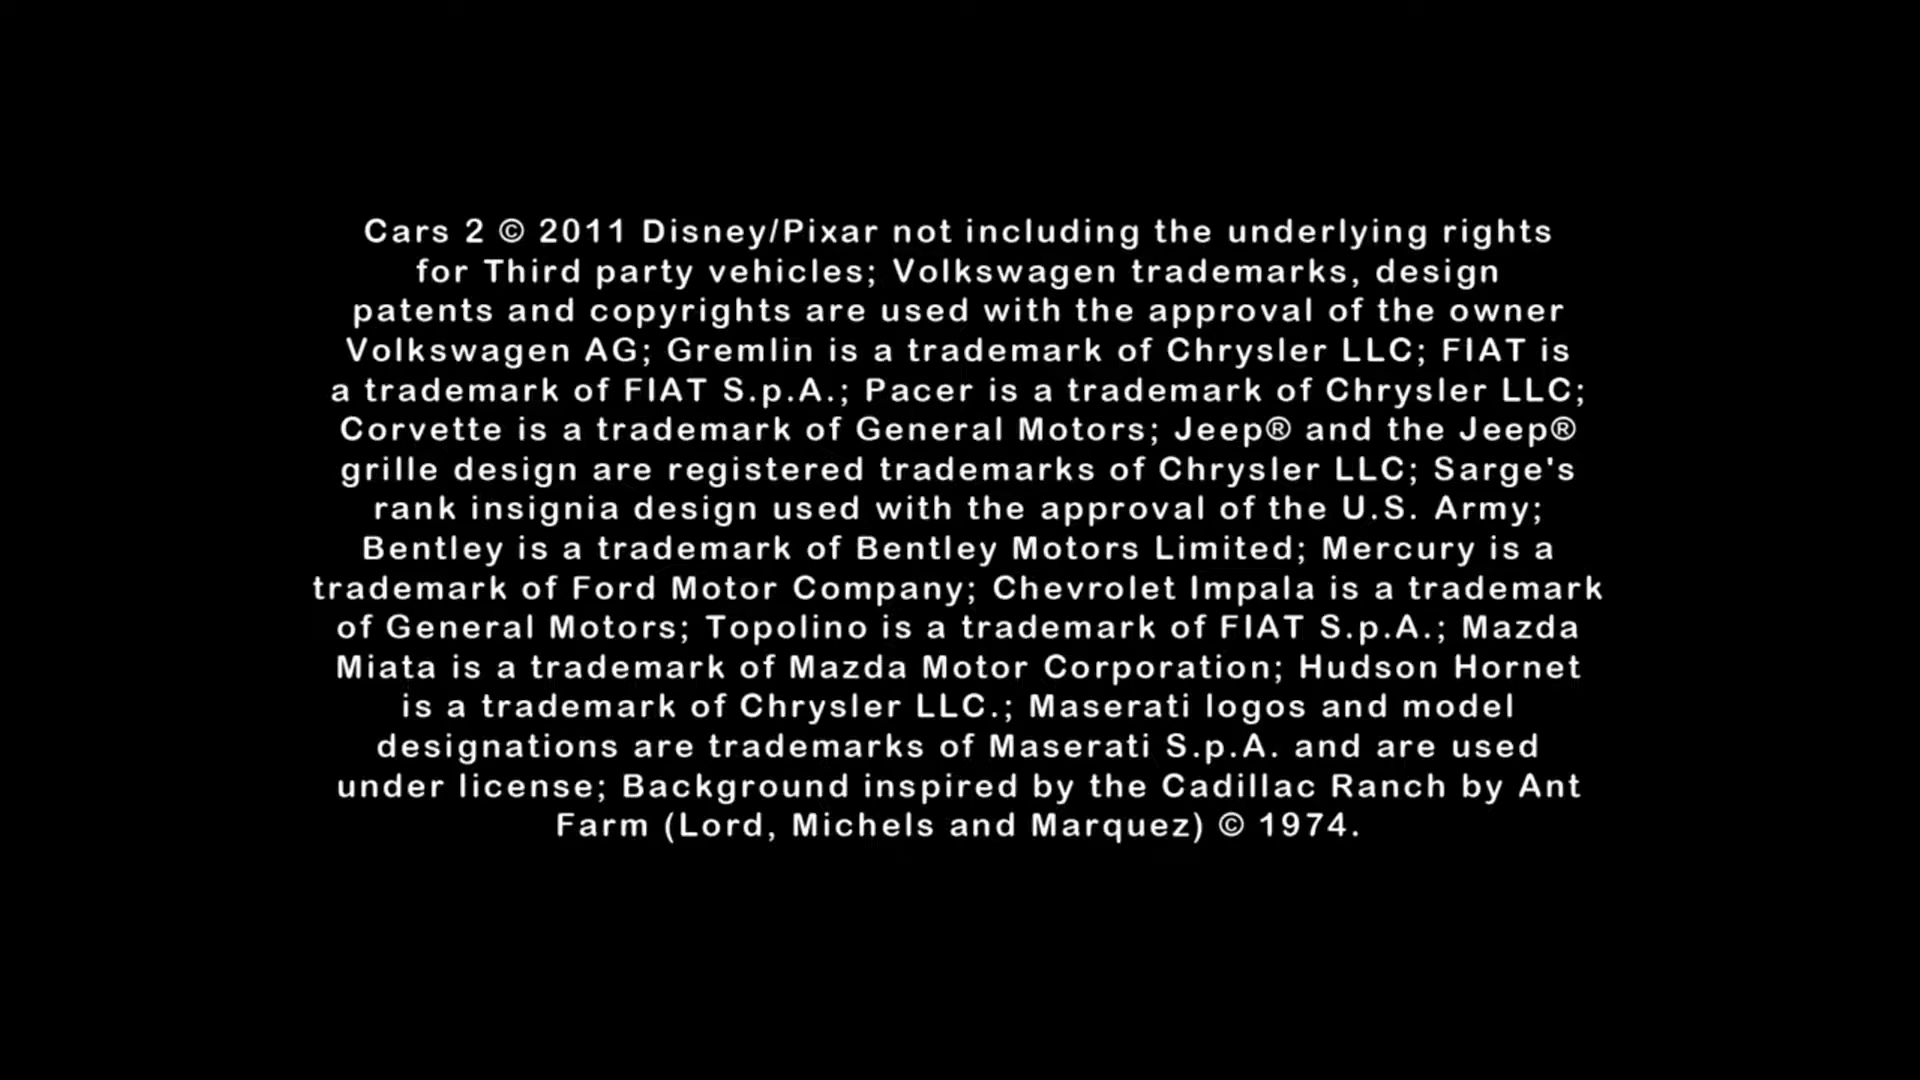 Cars 2 © 2011 Disney/Pixar not including the underlying rights
for Third party vehicles; Volkswagen trademarks, design
patents and copyrights are used with the approval of the owner
Volkswagen AG; Gremlin is a trademark of Chrysler LLC; FIAT is
a trademark of FIAT S.p.A.; Pacer is a trademark of Chrysler LLC;
Corvette is a trademark of General Motors; Jeep® and the Jeep®
grille design are registered trademarks of Chrysler LLC; Sarge's
rank insignia design used with the approval of the U.S. Army;
Bentley is a trademark of Bentley Motors Limited; Mercury is a
trademark of Ford Motor Company; Chevrolet Impala is a trademark
of General Motors; Topolino is a trademark of FIAT S.p.A.; Mazda
Miata is a trademark of Mazda Motor Corporation; Hudson Hornet
is a trademark of Chrysler LLC.; Maserati logos and model
designations are trademarks of Maserati S.p.A. and are used
under license; Background inspired by the Cadillac Ranch by Ant
Farm (Lord, Michels and Marquez) © 1974.